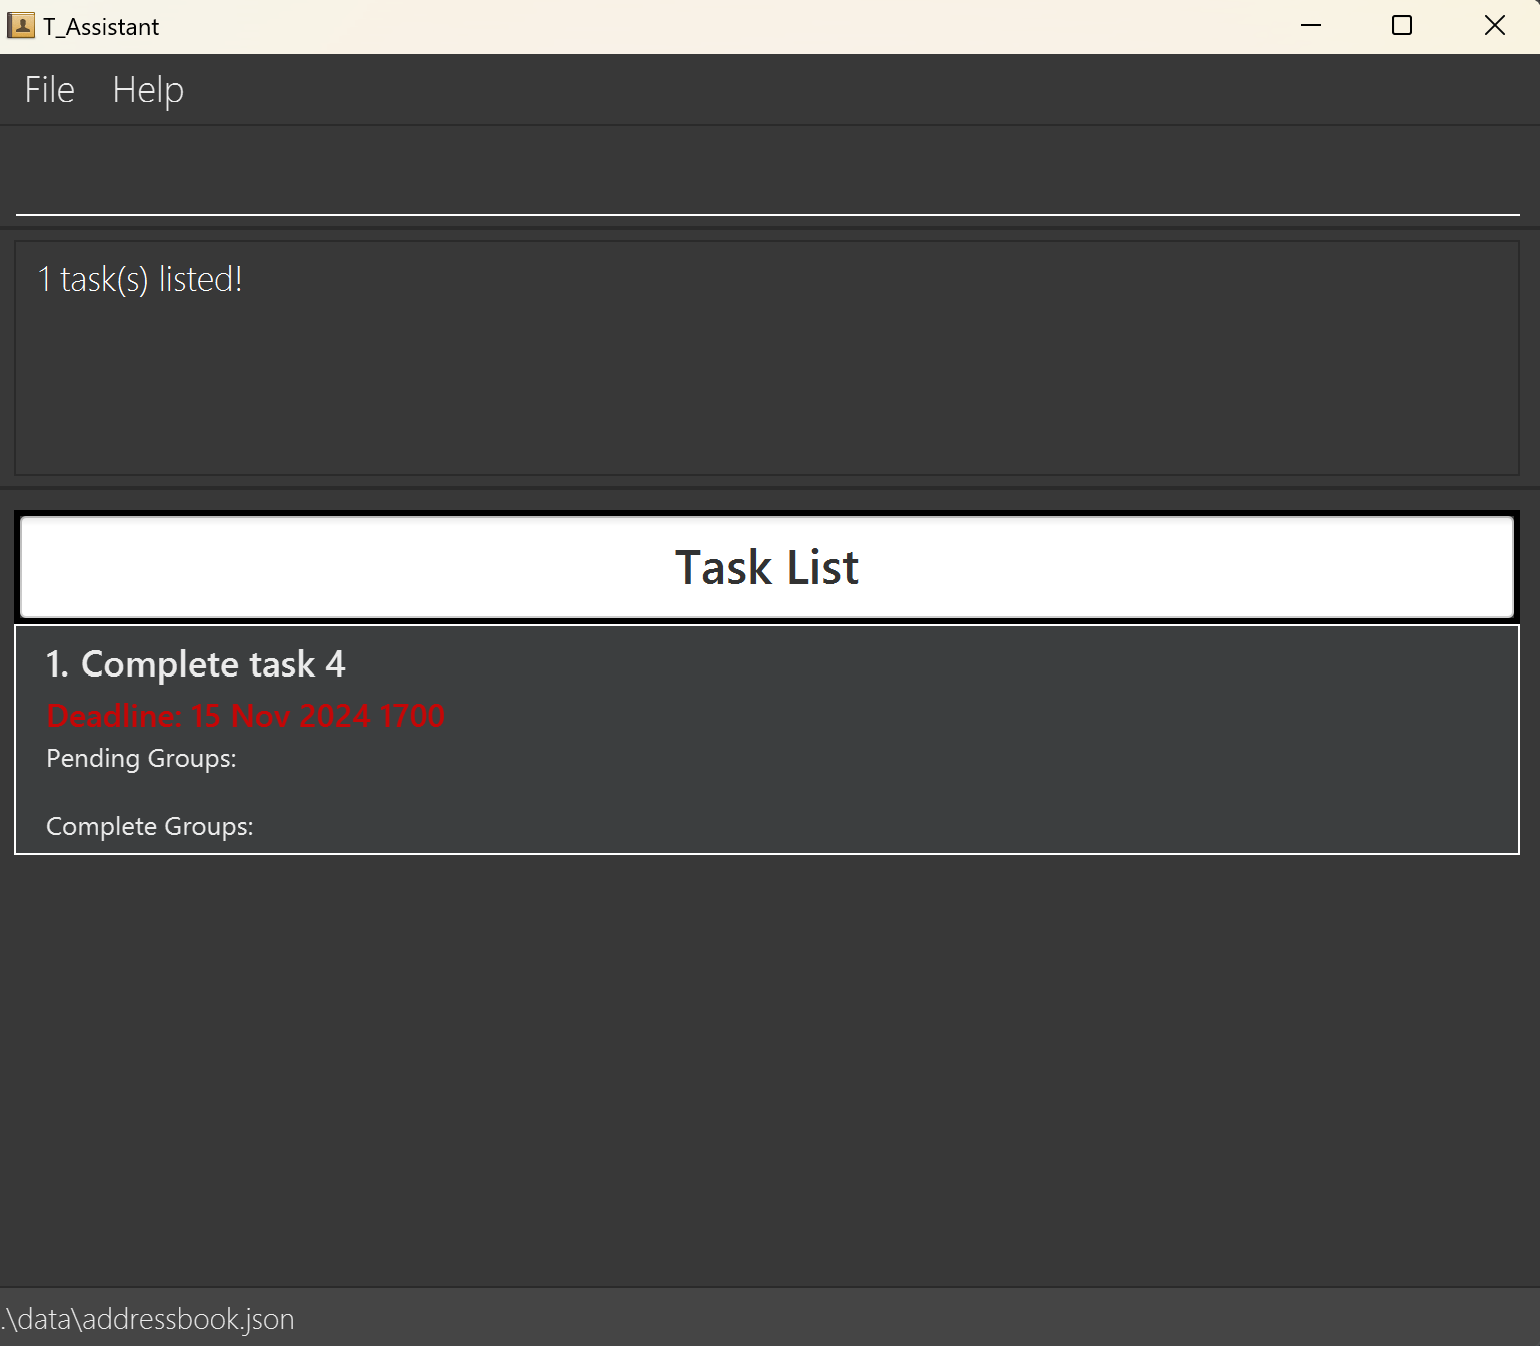 T_Assistant
File Help
1 task(s) listed!
Task List
1. Complete task 4
Deadline: 15 Nov 2024 1700
Pending Groups:
Complete Groups:
.\data\addressbook.json